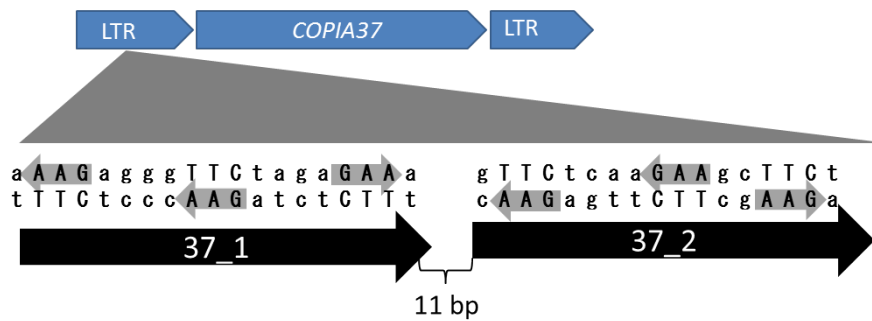 LTR COPIA37 LTR
aAAGagggTTCtagaGAAa gTTCtcaaGAAgcTTCt
tTTCtcccAAGatctCTTt cAAGagttCTTcgAAGa
37_1 37_2
11 bp